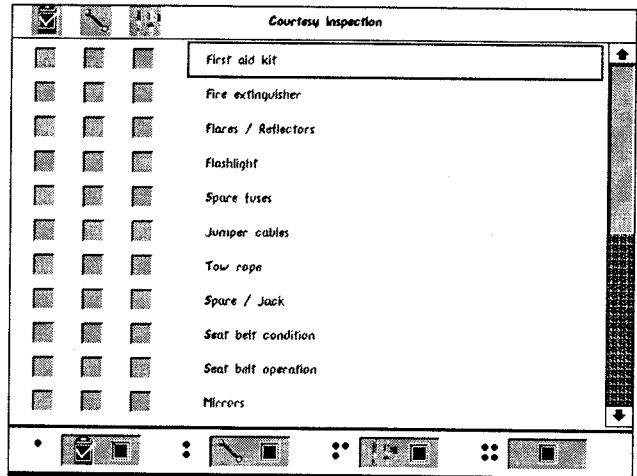 Courtesy Inspection
First aid kit
Fire extinguisher
Flares / Reflectors
Flashlight
Spare fuses
Jumper cables
Tow rope
Spare / Jack
Seat belt condition
Seat belt operation
Mirrors